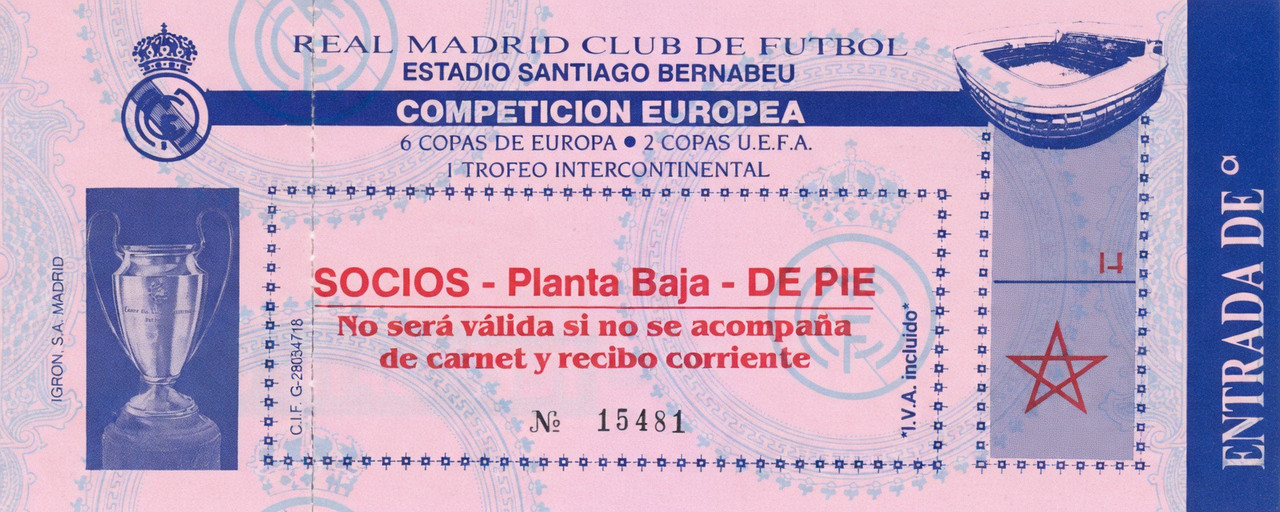 REAL MADRID CLUB DE FUTBOL
ESTADIO SANTIAGO BERNABEU
COMPETICION EUROPEA
6 COPAS DE EUROPA • 2 COPAS U.E.F.A.
1 TROFEO INTERCONTINENTAL
IGRON, S.A. MADRID
C.I.F. G-28034718
SOCIOS - Planta Baja - DE PIE
No será válida si no se acompaña
de carnet y recibo corriente
№ 15481
*I.V.A. incluido*
ENTRADA DE